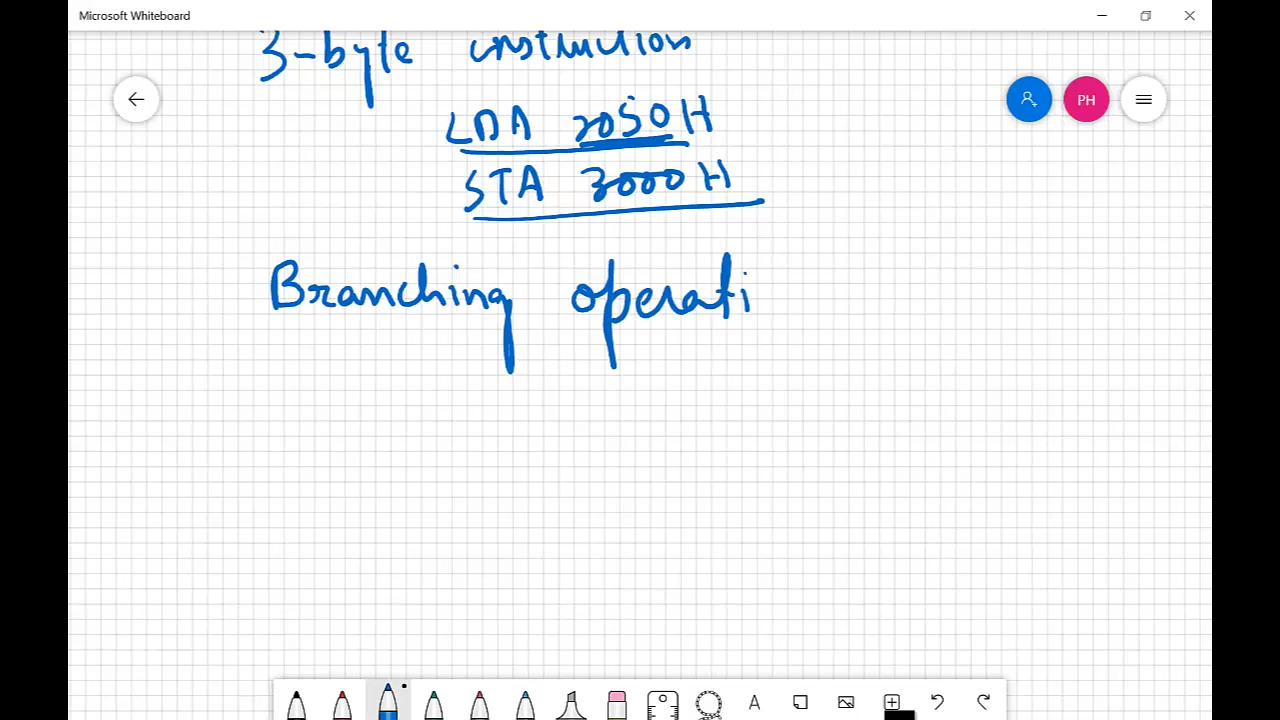 Microsoft Whiteboard
3-byte instruction
PH
LDA 2050H
STA 3000H
Branching operati
A